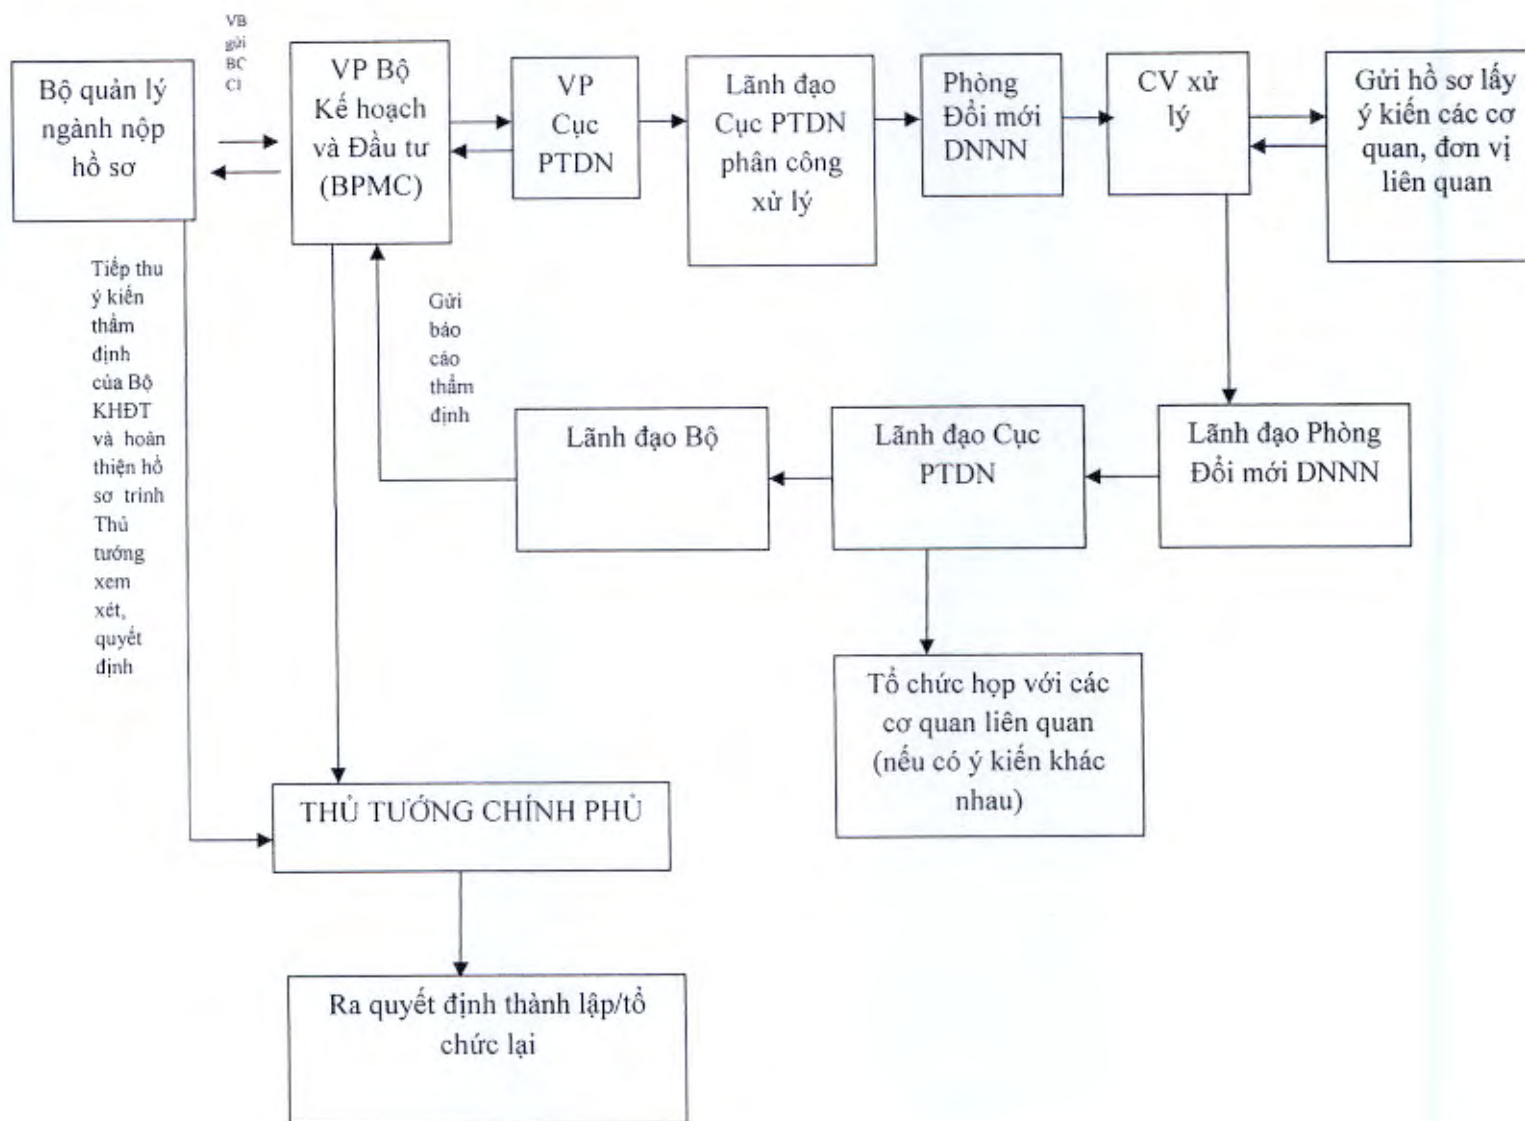 VB
gửi
BC
CI
Bộ quản lý
ngành nộp
hồ sơ
VP Bộ
Kế hoạch
và Đầu tư
(BPMC)
VP
Cục
PTDN
Lãnh đạo
Cục PTDN
phân công
xử lý
Phòng
Đổi mới
DNNN
CV xử
lý
Gửi hồ sơ lấy
ý kiến các cơ
quan, đơn vị
liên quan
Tiếp thu
ý kiến
thẩm
định
của Bộ
KHĐT
và hoàn
thiện hồ
sơ trình
Thủ
tướng
xem
xét,
quyết
định
Gửi
báo
cáo
thẩm
định
Lãnh đạo Bộ
Lãnh đạo Cục
PTDN
Lãnh đạo Phòng
Đổi mới DNNN
Tổ chức họp với các
cơ quan liên quan
(nếu có ý kiến khác
nhau)
THỦ TƯỚNG CHÍNH PHỦ
Ra quyết định thành lập/tổ
chức lại